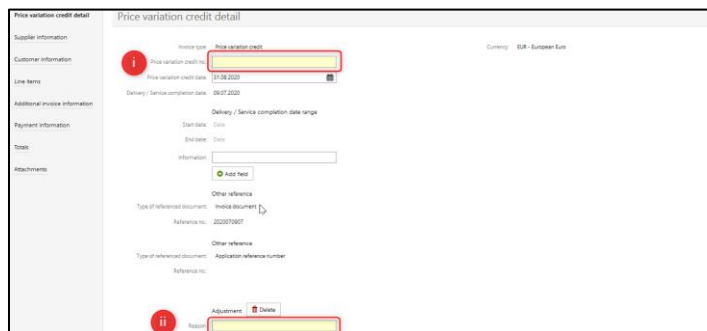 Price variation credit detail
Supplier information
Customer information
Line items
Additional invoice information
Payment information
Totals
Attachments
Price variation credit detail
Invoice type: Price variation credit
Currency: EUR - European Euro
i
Price variation credit no.:
Price variation credit date: 31.08.2020
Delivery / Service completion date: 09.07.2020
Delivery / Service completion date range
Start date: Date
End date: Date
Information:
Add field
Other reference
Type of referenced document: Invoice document
Reference no.: 2020070807
Other reference
Type of referenced document: Application reference number
Reference no.:
Adjustment Delete
ii
Reason: